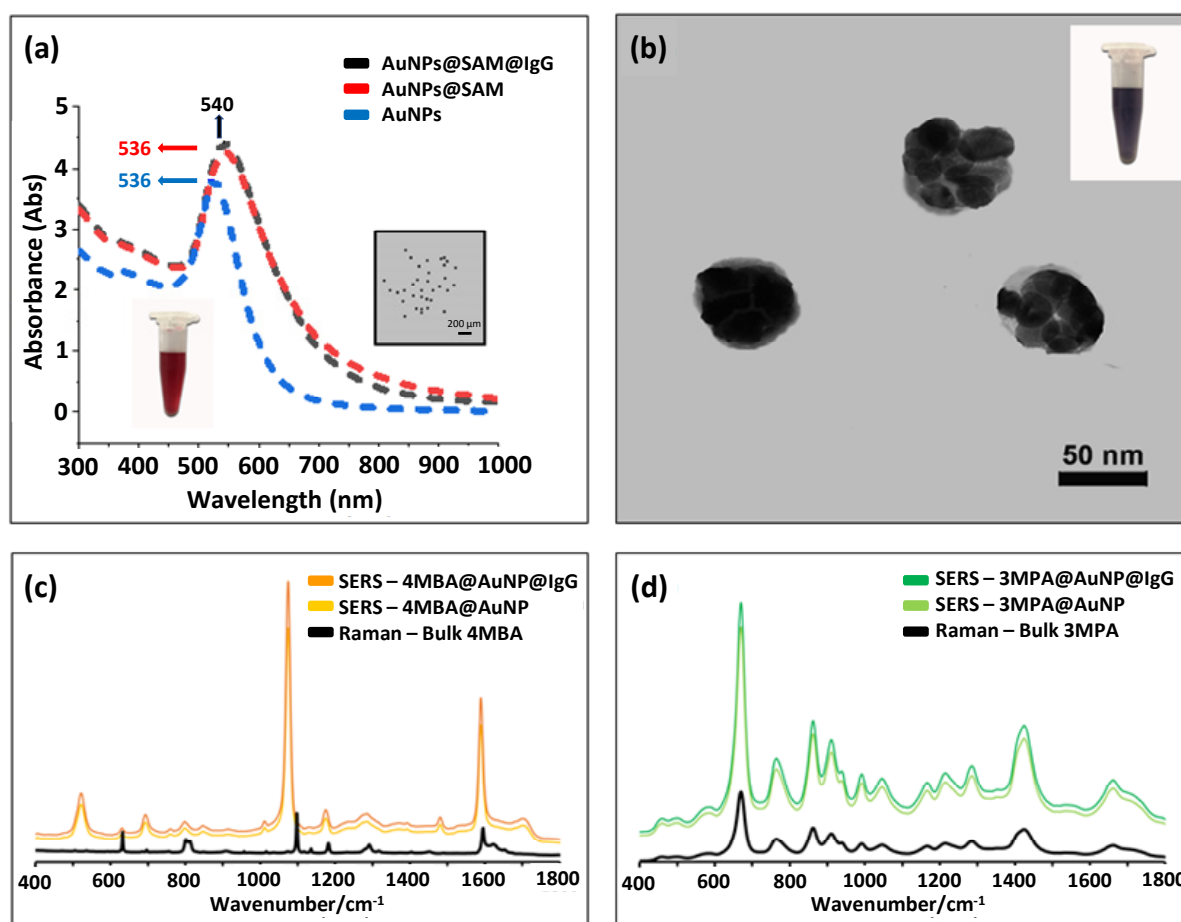 (a)
AuNPs@SAM@IgG
AuNPs@SAM
AuNPs
540
536
536
5
4
3
2
1
0
Absorbance (Abs)
200 µm
300 400 500 600 700 800 900 1000
Wavelength (nm)
(b)
50 nm
(c)
SERS – 4MBA@AuNP@IgG
SERS – 4MBA@AuNP
Raman – Bulk 4MBA
400 600 800 1000 1200 1400 1600 1800
Wavenumber/cm⁻¹
(d)
SERS – 3MPA@AuNP@IgG
SERS – 3MPA@AuNP
Raman – Bulk 3MPA
400 600 800 1000 1200 1400 1600 1800
Wavenumber/cm⁻¹